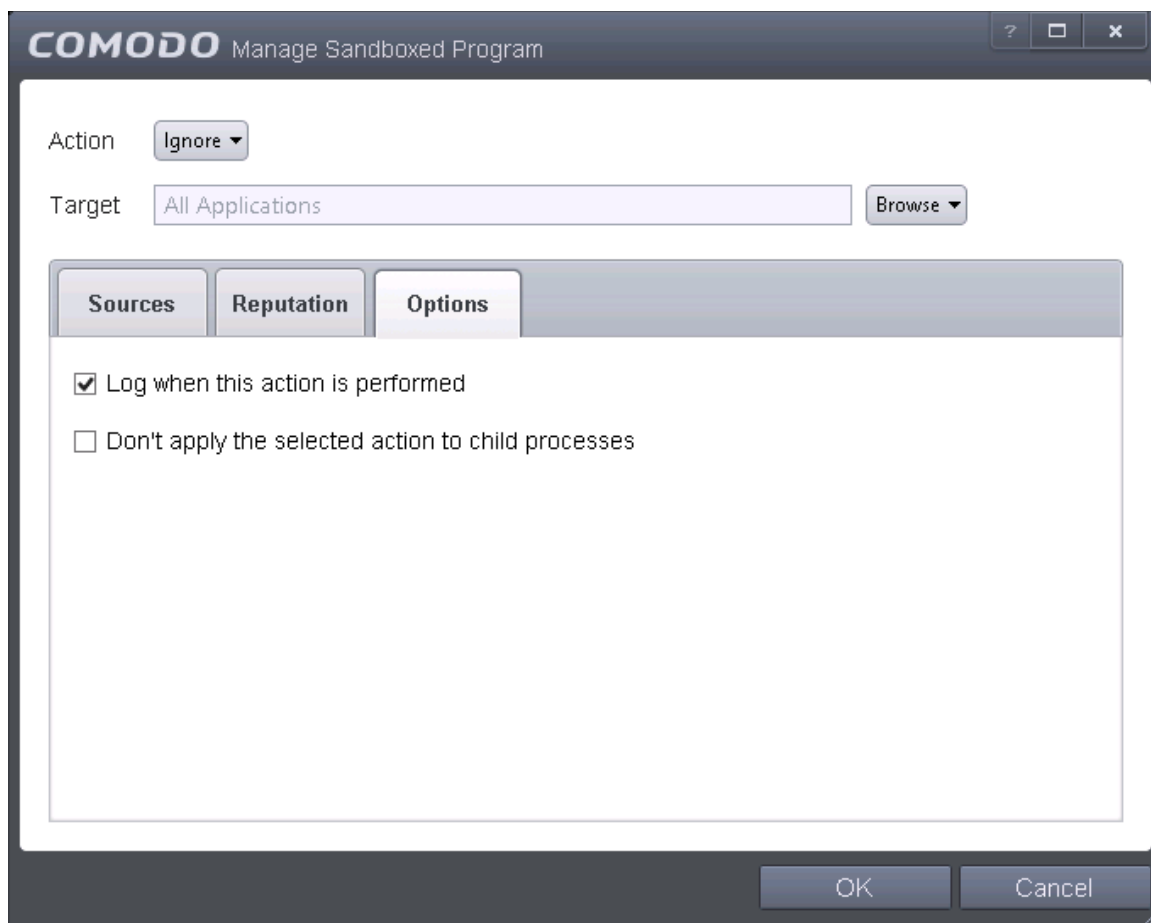 COMODO Manage Sandboxed Program ?
Action Ignore
Target All Applications Browse
Sources Reputation Options
Log when this action is performed
Don't apply the selected action to child processes
OK Cancel